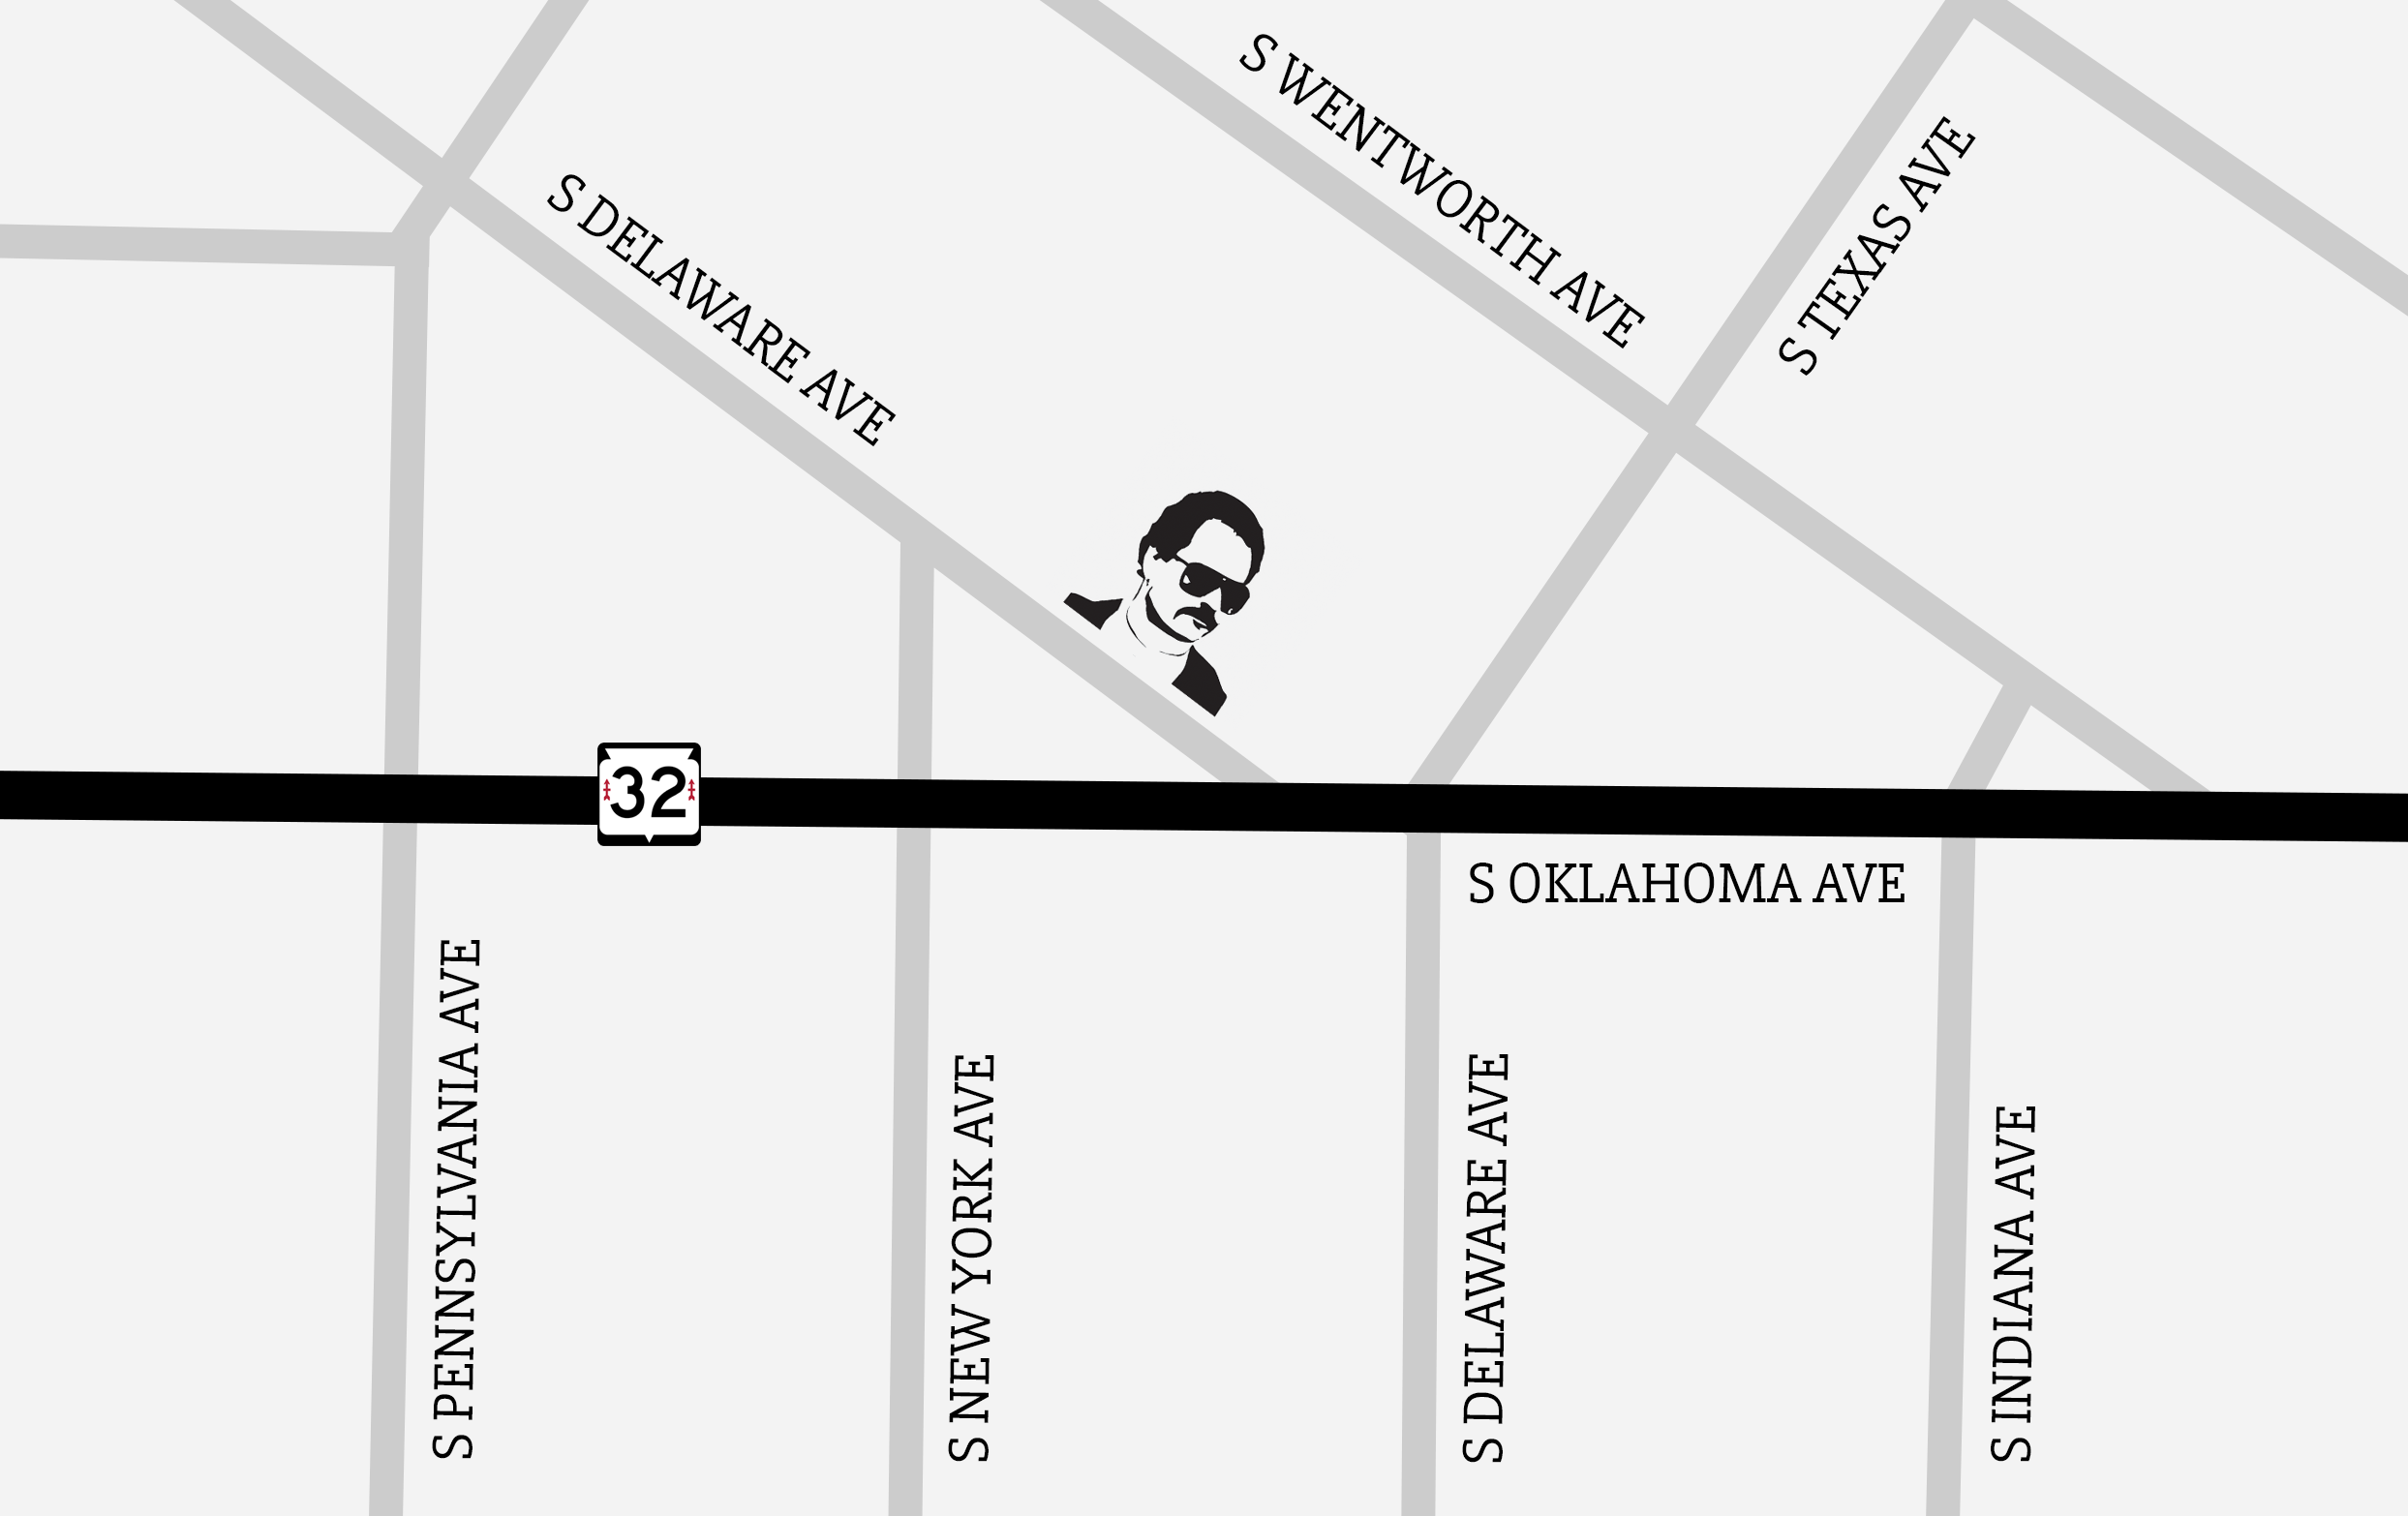 S WENTWORTH AVE
S TEXAS AVE
S DELAWARE AVE
32
S OKLAHOMA AVE
S PENNSYLVANIA AVE
S NEW YORK AVE
S DELAWARE AVE
S INDIANA AVE